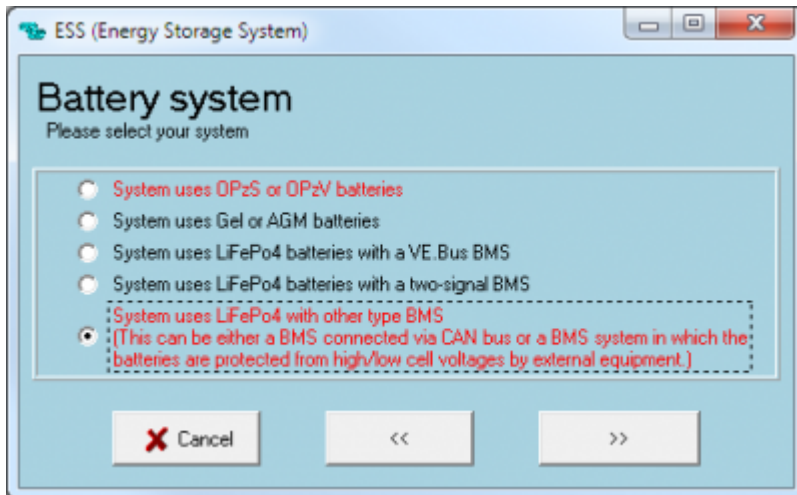 ESS (Energy Storage System)
Battery system
Please select your system
System uses OPzS or OPzV batteries
System uses Gel or AGM batteries
System uses LiFePo4 batteries with a VE.Bus BMS
System uses LiFePo4 batteries with a two-signal BMS
System uses LiFePo4 with other type BMS
(This can be either a BMS connected via CAN bus or a BMS system in which the
batteries are protected from high/low cell voltages by external equipment.)
Cancel
<<
>>